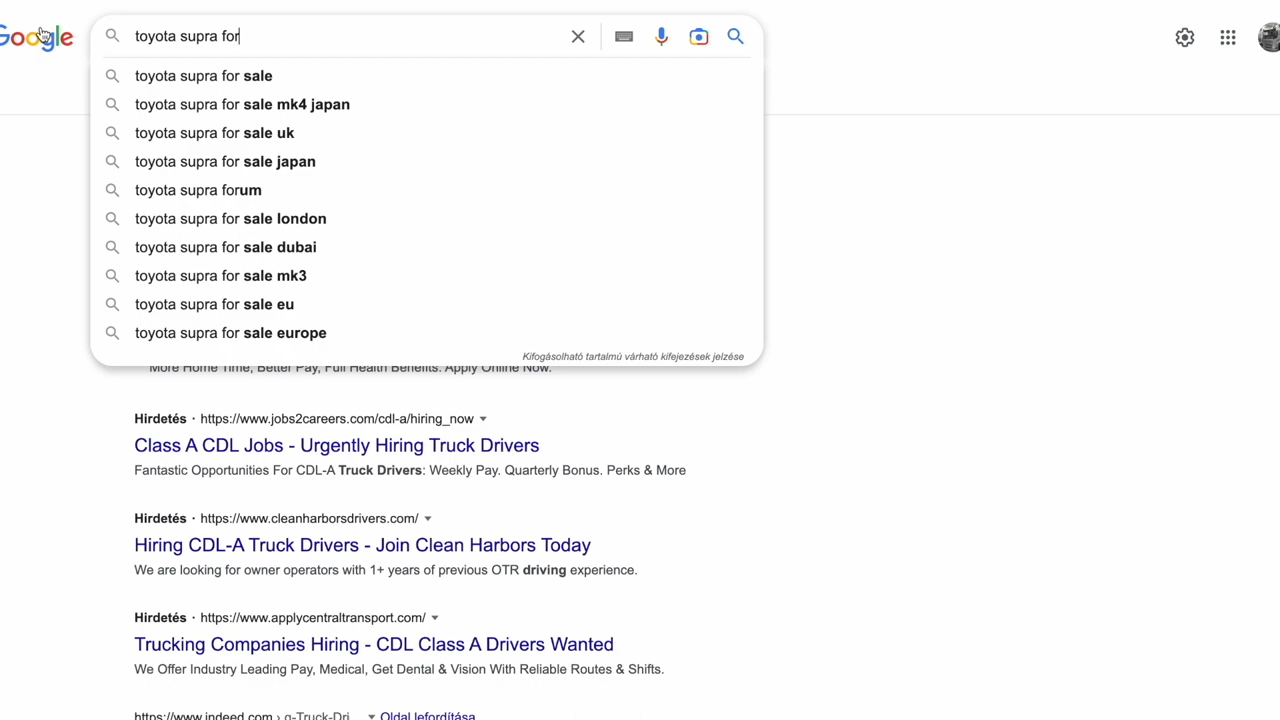 Google
toyota supra for
toyota supra for sale
toyota supra for sale mk4 japan
toyota supra for sale uk
toyota supra for sale japan
toyota supra forum
toyota supra for sale london
toyota supra for sale dubai
toyota supra for sale mk3
toyota supra for sale eu
toyota supra for sale europe
Kifogásolható tartalmú várható kifejezések jelzése
More Home Time, Better Pay, Full Health Benefits. Apply Online Now.
Hirdetés · https://www.jobs2careers.com/cdl-a/hiring_now
Class A CDL Jobs - Urgently Hiring Truck Drivers
Fantastic Opportunities For CDL-A Truck Drivers: Weekly Pay. Quarterly Bonus. Perks & More
Hirdetés · https://www.cleanharborsdrivers.com/
Hiring CDL-A Truck Drivers - Join Clean Harbors Today
We are looking for owner operators with 1+ years of previous OTR driving experience.
Hirdetés · https://www.applycentraltransport.com/
Trucking Companies Hiring - CDL Class A Drivers Wanted
We Offer Industry Leading Pay, Medical, Get Dental & Vision With Reliable Routes & Shifts.
https://www.indeed.com › q-Truck-Dri... Oldal lefordítása